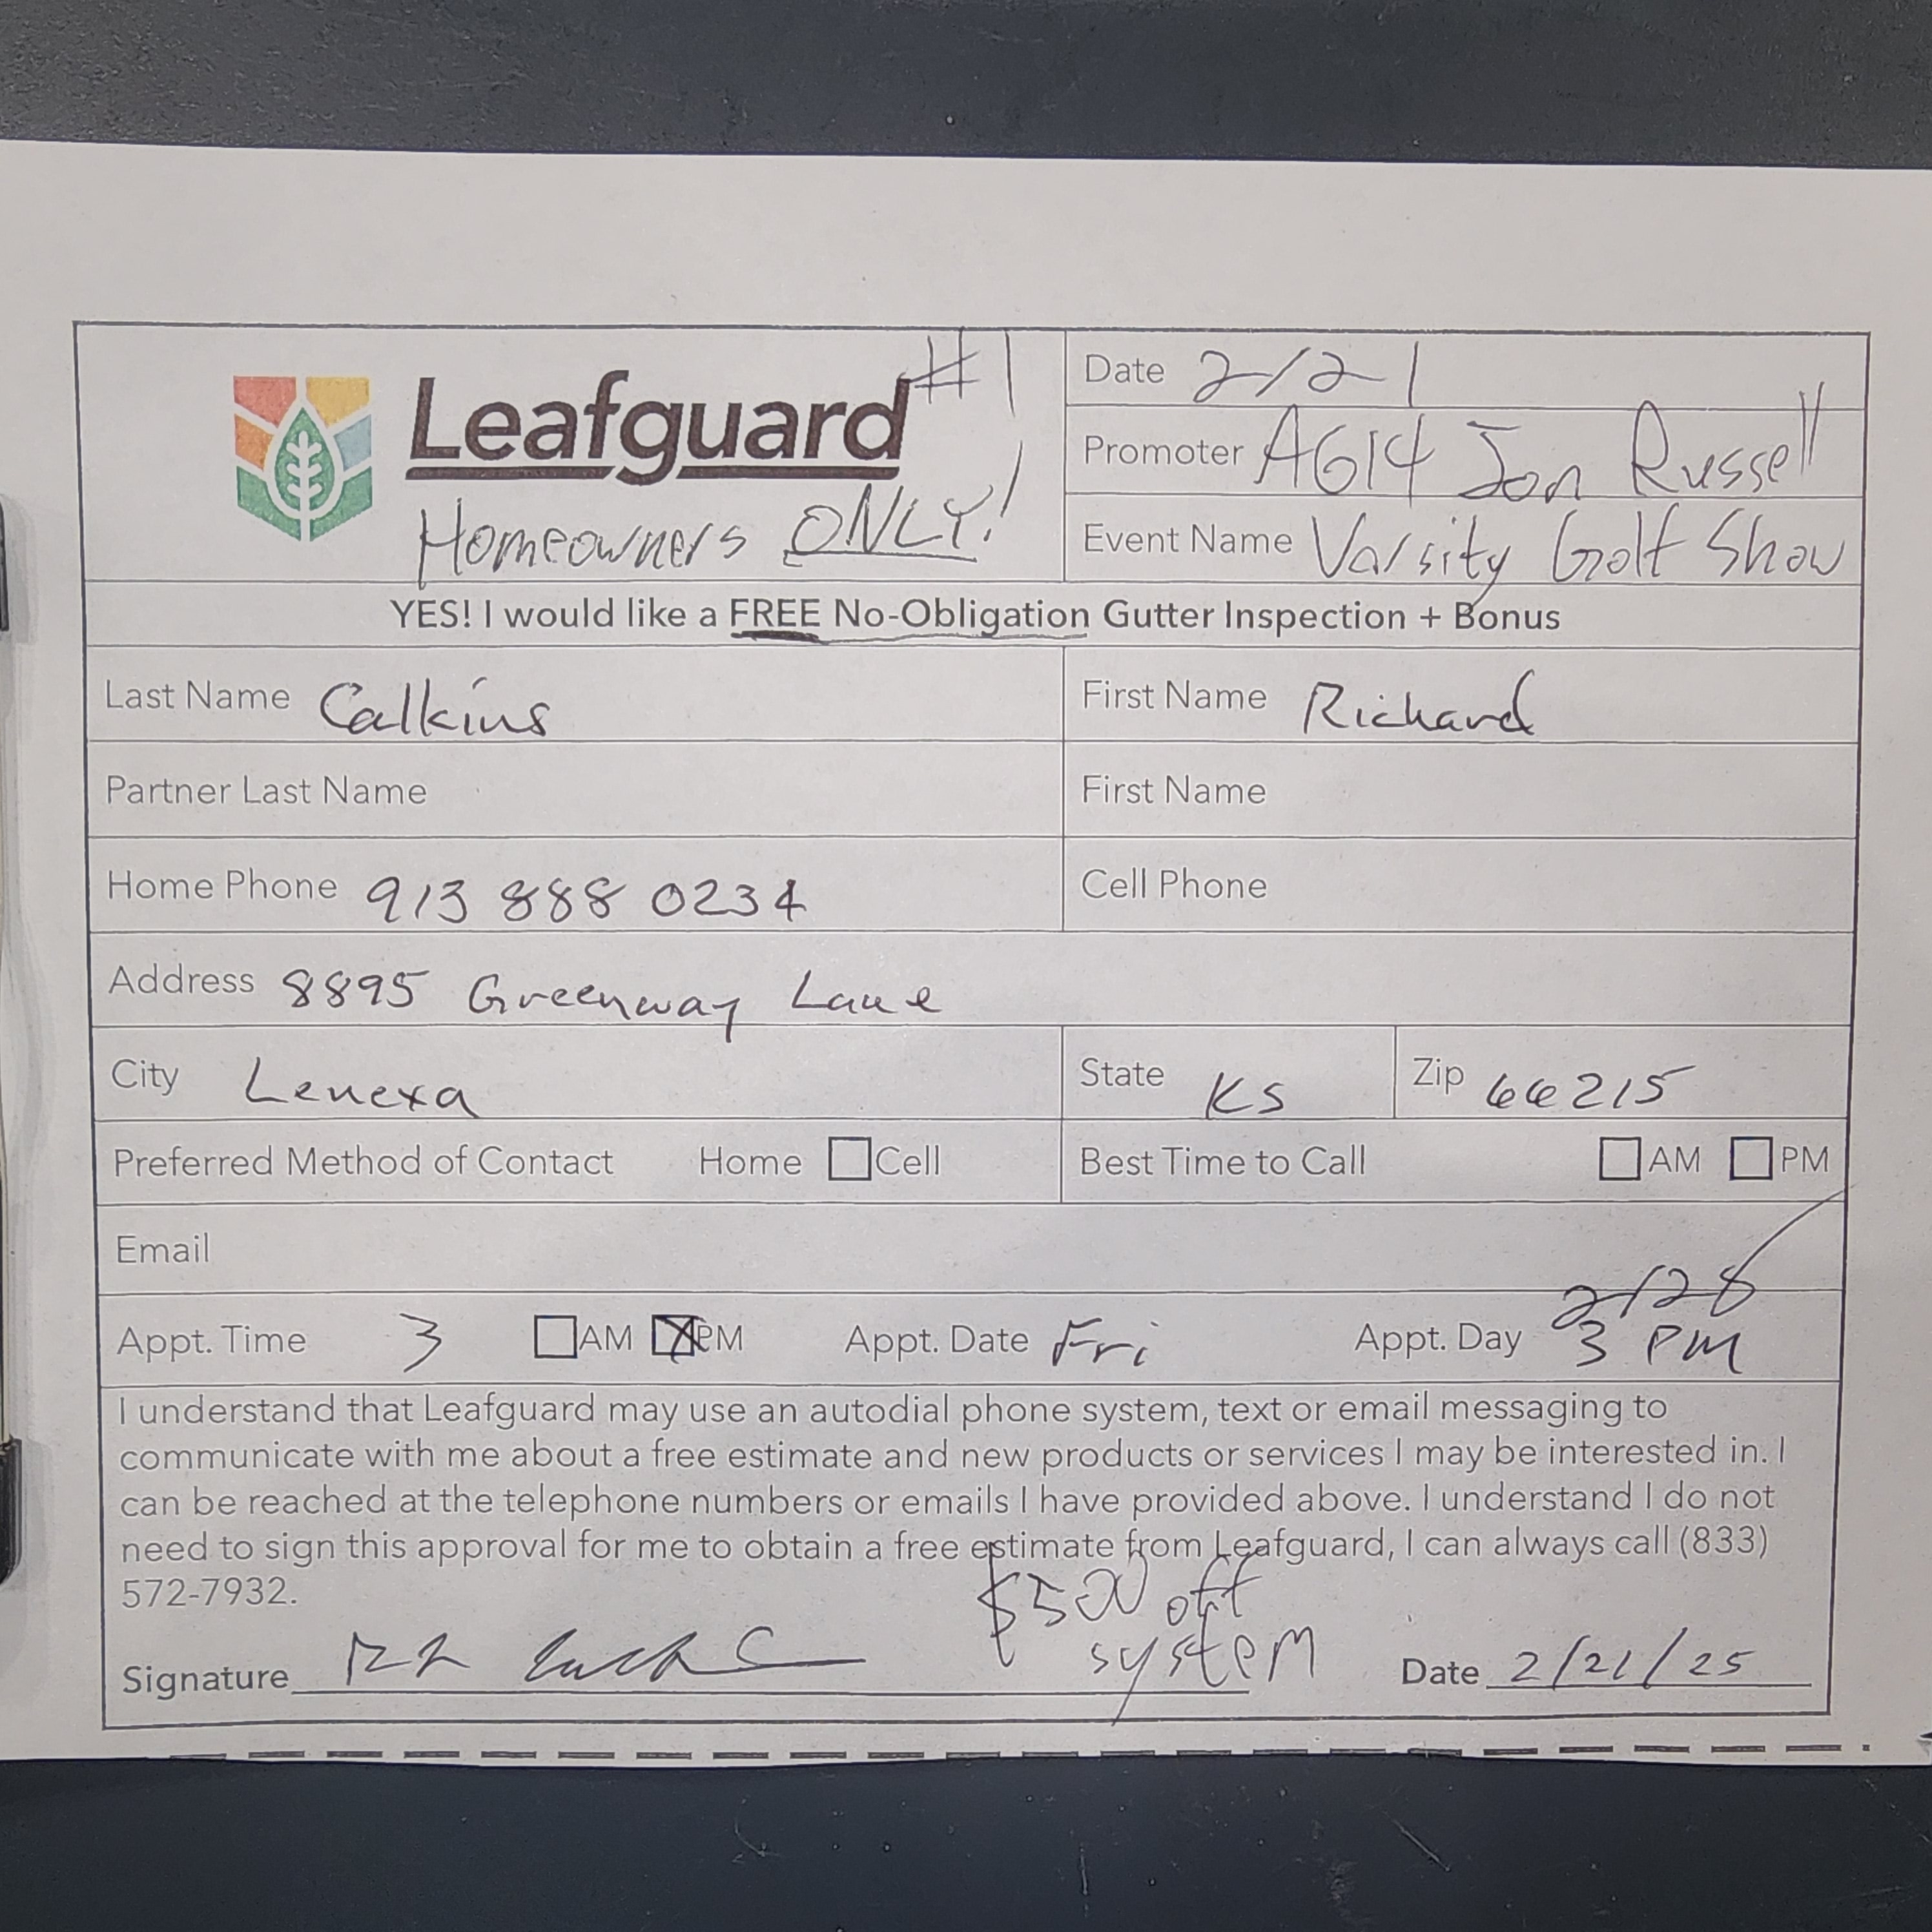 Leafguard #1
Homeowners ONLY!
Date 2/21
Promoter AG14 Jon Russell
Event Name Varsity Golf Show
YES! I would like a FREE No-Obligation Gutter Inspection + Bonus
Last Name Calkins
First Name Richard
Partner Last Name
First Name
Home Phone 913 888 0234
Cell Phone
Address 8895 Greenway Lane
City Lenexa
State KS
Zip 66215
Preferred Method of Contact Home Cell
Best Time to Call AM PM
Email
Appt. Time 3 AM PM Appt. Date Fri Appt. Day 2/28
3 PM
I understand that Leafguard may use an autodial phone system, text or email messaging to
communicate with me about a free estimate and new products or services I may be interested in. I
can be reached at the telephone numbers or emails I have provided above. I understand I do not
need to sign this approval for me to obtain a free estimate from Leafguard, I can always call (833)
572-7932.
$500 off
system
Signature
Date 2/21/25